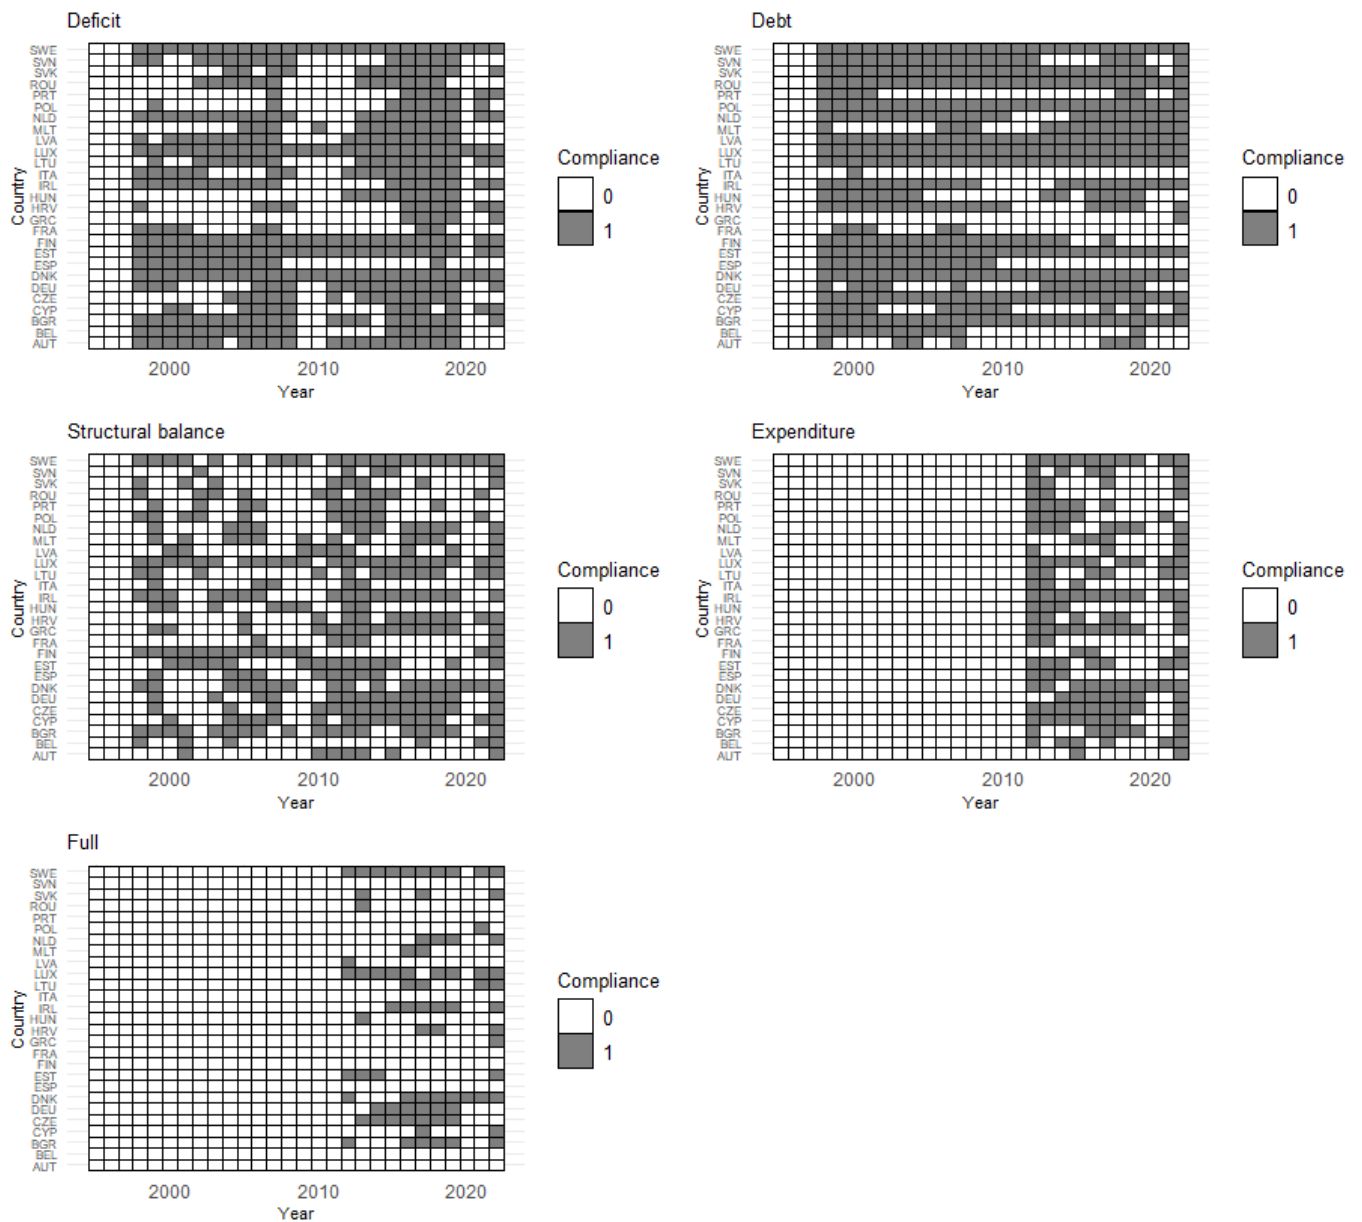 Deficit
SWE
SVN
SVK
ROU
PRT
POL
NLD
MLT
LVA
LUX
LTU
ITA
IRL
HUN
HRV
GRC
FRA
FIN
EST
ESP
DNK
DEU
CZE
CYP
BGR
BEL
AUT
Country
2000 2010 2020
Year
Compliance
0
1
Debt
SWE
SVN
SVK
ROU
PRT
POL
NLD
MLT
LVA
LUX
LTU
ITA
IRL
HUN
HRV
GRC
FRA
FIN
EST
ESP
DNK
DEU
CZE
CYP
BGR
BEL
AUT
Country
2000 2010 2020
Year
Compliance
0
1
Structural balance
SWE
SVN
SVK
ROU
PRT
POL
NLD
MLT
LVA
LUX
LTU
ITA
IRL
HUN
HRV
GRC
FRA
FIN
EST
ESP
DNK
DEU
CZE
CYP
BGR
BEL
AUT
Country
2000 2010 2020
Year
Compliance
0
1
Expenditure
SWE
SVN
SVK
ROU
PRT
POL
NLD
MLT
LVA
LUX
LTU
ITA
IRL
HUN
HRV
GRC
FRA
FIN
EST
ESP
DNK
DEU
CZE
CYP
BGR
BEL
AUT
Country
2000 2010 2020
Year
Compliance
0
1
Full
SWE
SVN
SVK
ROU
PRT
POL
NLD
MLT
LVA
LUX
LTU
ITA
IRL
HUN
HRV
GRC
FRA
FIN
EST
ESP
DNK
DEU
CZE
CYP
BGR
BEL
AUT
Country
2000 2010 2020
Year
Compliance
0
1